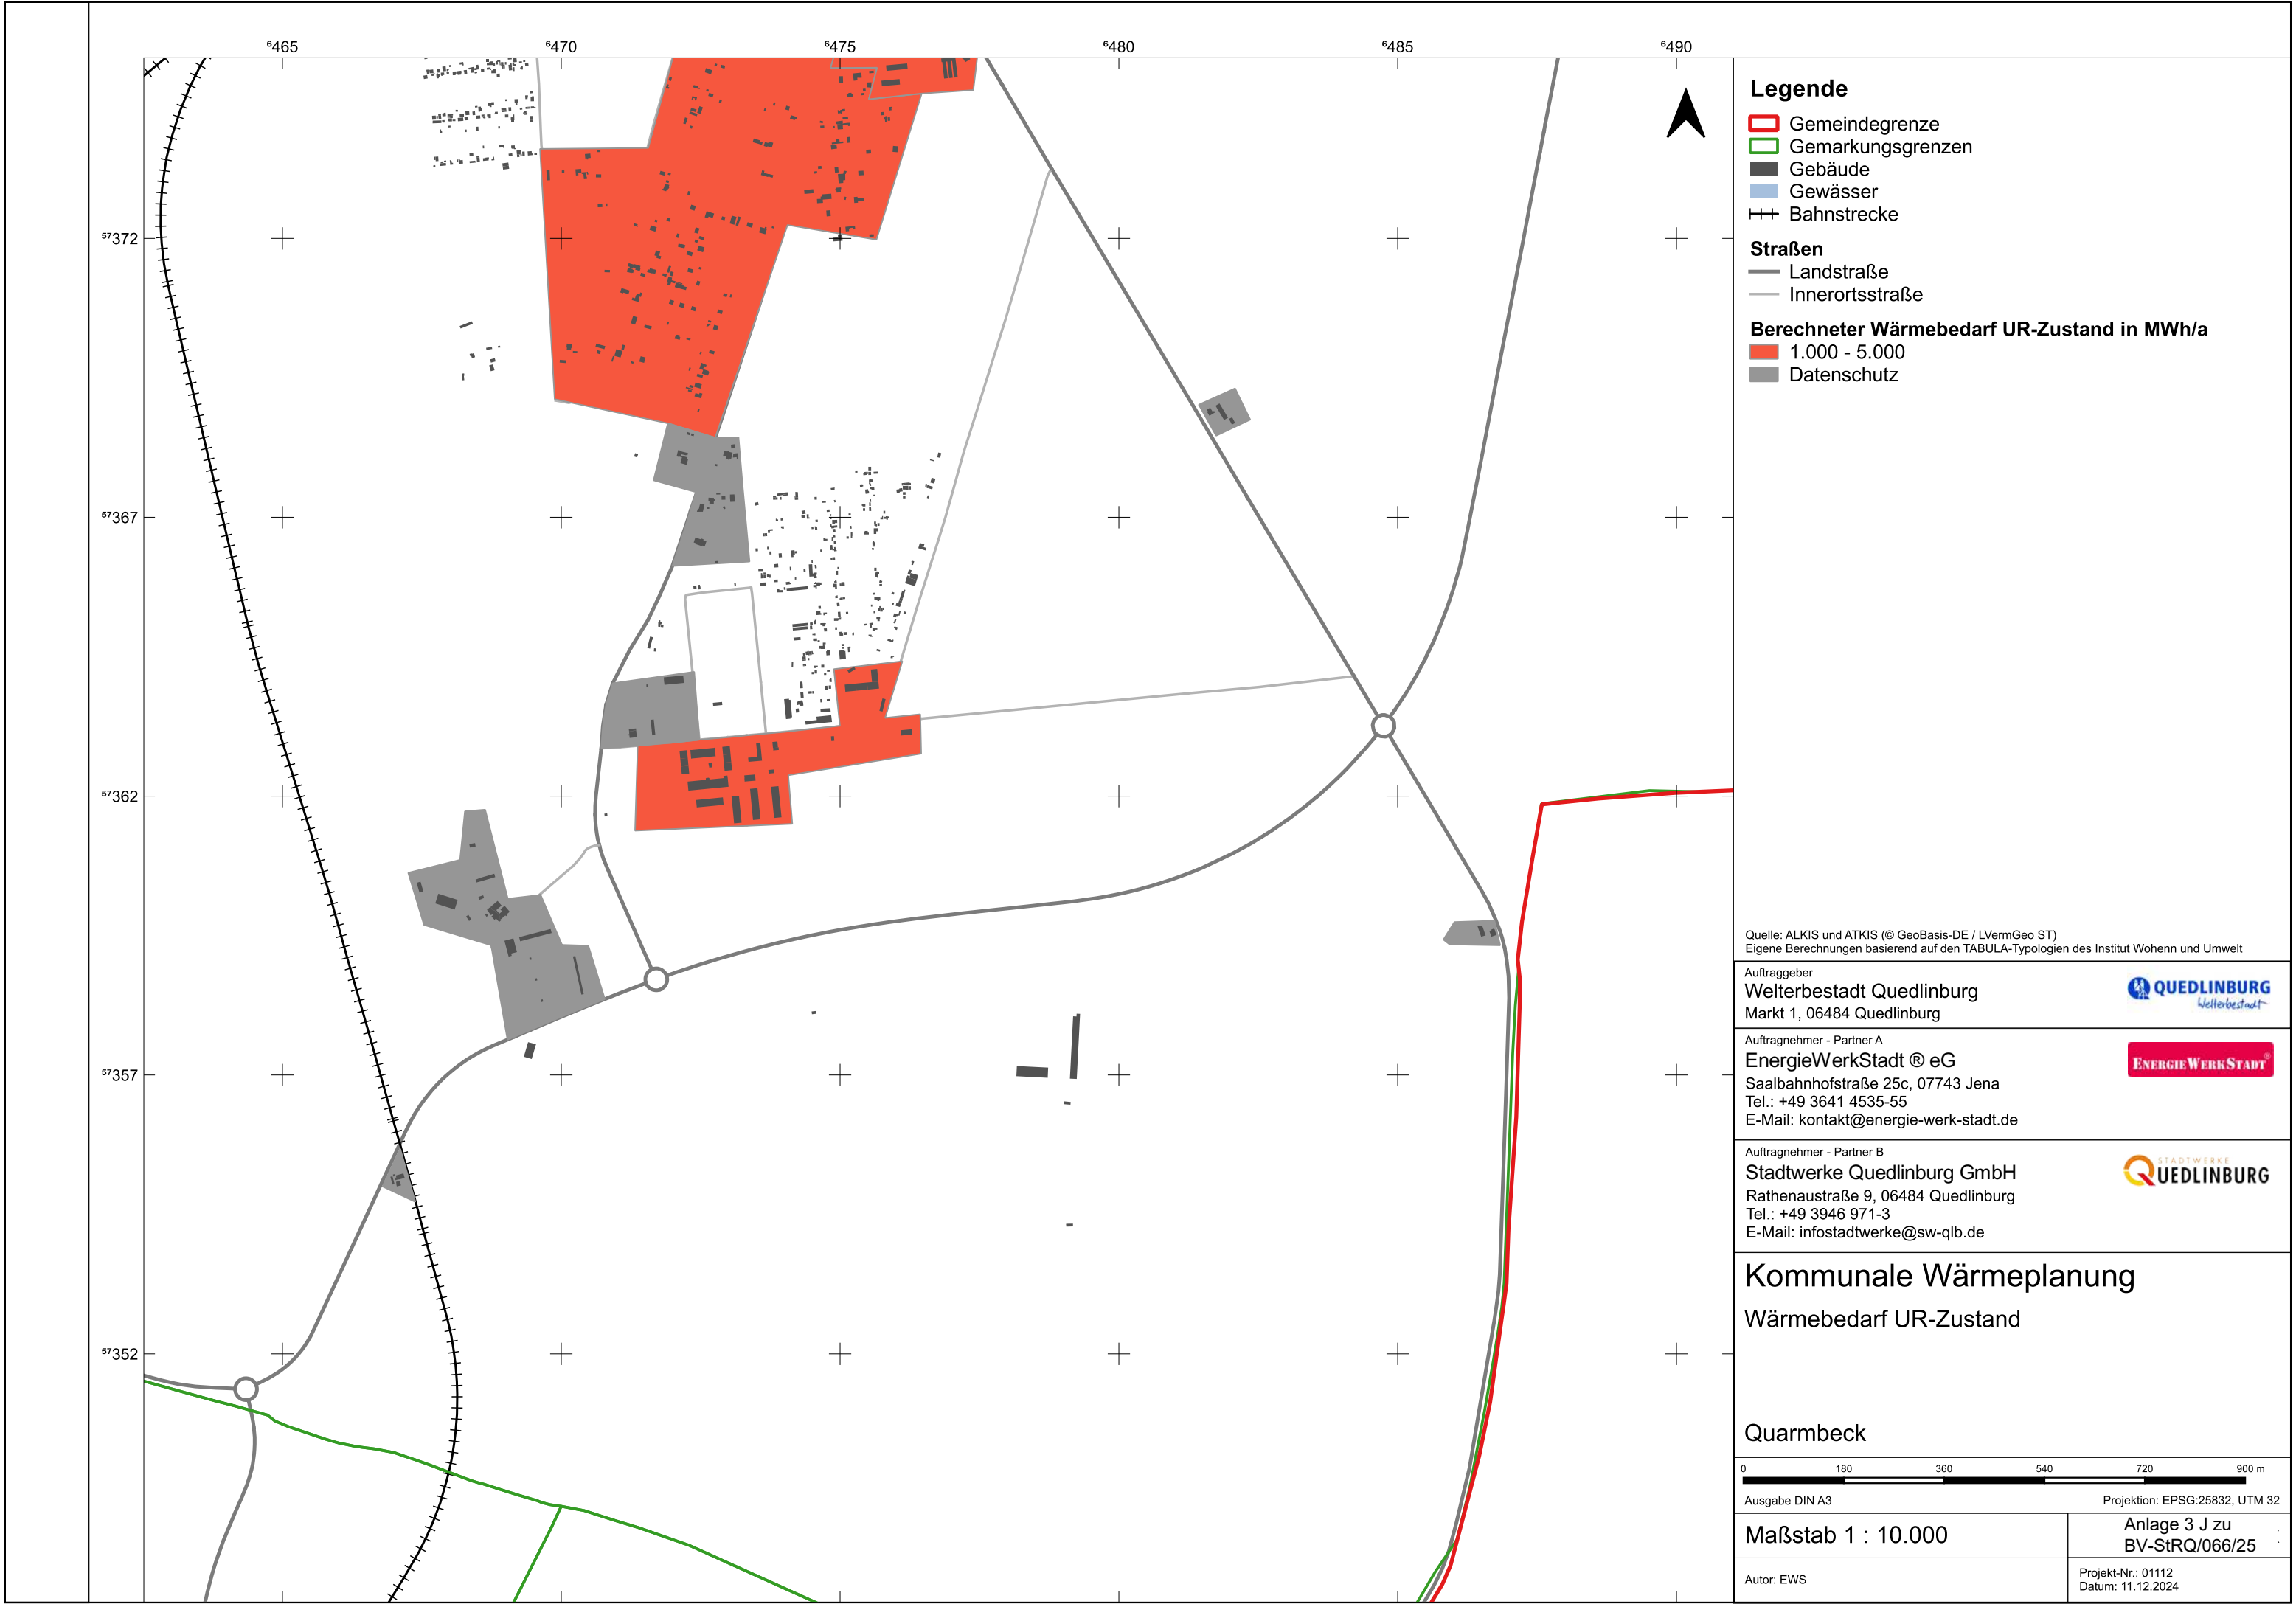 ⁶465 ⁶470 ⁶475 ⁶480 ⁶485 ⁶490
⁵⁷372
⁵⁷367
⁵⁷362
⁵⁷357
⁵⁷352
Legende
Gemeindegrenze
Gemarkungsgrenzen
Gebäude
Gewässer
Bahnstrecke
Straßen
Landstraße
Innerortsstraße
Berechneter Wärmebedarf UR-Zustand in MWh/a
1.000 - 5.000
Datenschutz
Quelle: ALKIS und ATKIS (© GeoBasis-DE / LVermGeo ST)
Eigene Berechnungen basierend auf den TABULA-Typologien des Institut Wohenn und Umwelt
Auftraggeber
Welterbestadt Quedlinburg
Markt 1, 06484 Quedlinburg
QUEDLINBURG
Welterbestadt
Auftragnehmer - Partner A
EnergieWerkStadt ® eG
Saalbahnhofstraße 25c, 07743 Jena
Tel.: +49 3641 4535-55
E-Mail: kontakt@energie-werk-stadt.de
ENERGIEWERKSTADT®
Auftragnehmer - Partner B
Stadtwerke Quedlinburg GmbH
Rathenaustraße 9, 06484 Quedlinburg
Tel.: +49 3946 971-3
E-Mail: infostadtwerke@sw-qlb.de
STADTWERKE
QUEDLINBURG
Kommunale Wärmeplanung
Wärmebedarf UR-Zustand
Quarmbeck
0 180 360 540 720 900 m
Ausgabe DIN A3 Projektion: EPSG:25832, UTM 32
Maßstab 1 : 10.000
Anlage 3 J zu
BV-StRQ/066/25
Autor: EWS
Projekt-Nr.: 01112
Datum: 11.12.2024